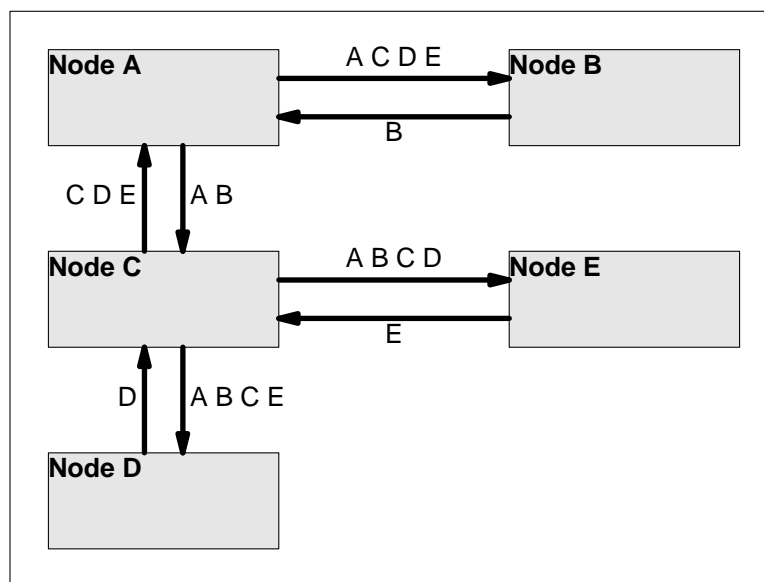 Node A
A C D E
Node B
B
C D E
A B
Node C
A B C D
Node E
E
D
A B C E
Node D